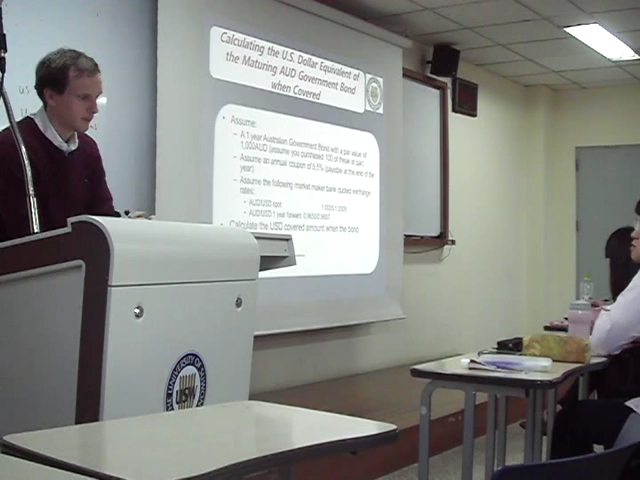 Calculating the U.S. Dollar Equivalent of
the Maturing AUD Government Bond
when Covered
• Assume:
– A 1 year Australian Government Bond with a par value of
1,000AUD (assume you purchased 100 of these at par)
– Assume an annual coupon of 5.5% (payable at the end of the
year)
– Assume the following market maker bank quoted exchange
rates:
• AUD/USD spot
• AUD/USD 1 year forward:
• Calculate the USD covered amount when the bond
THE UNIVERSITY OF
USW